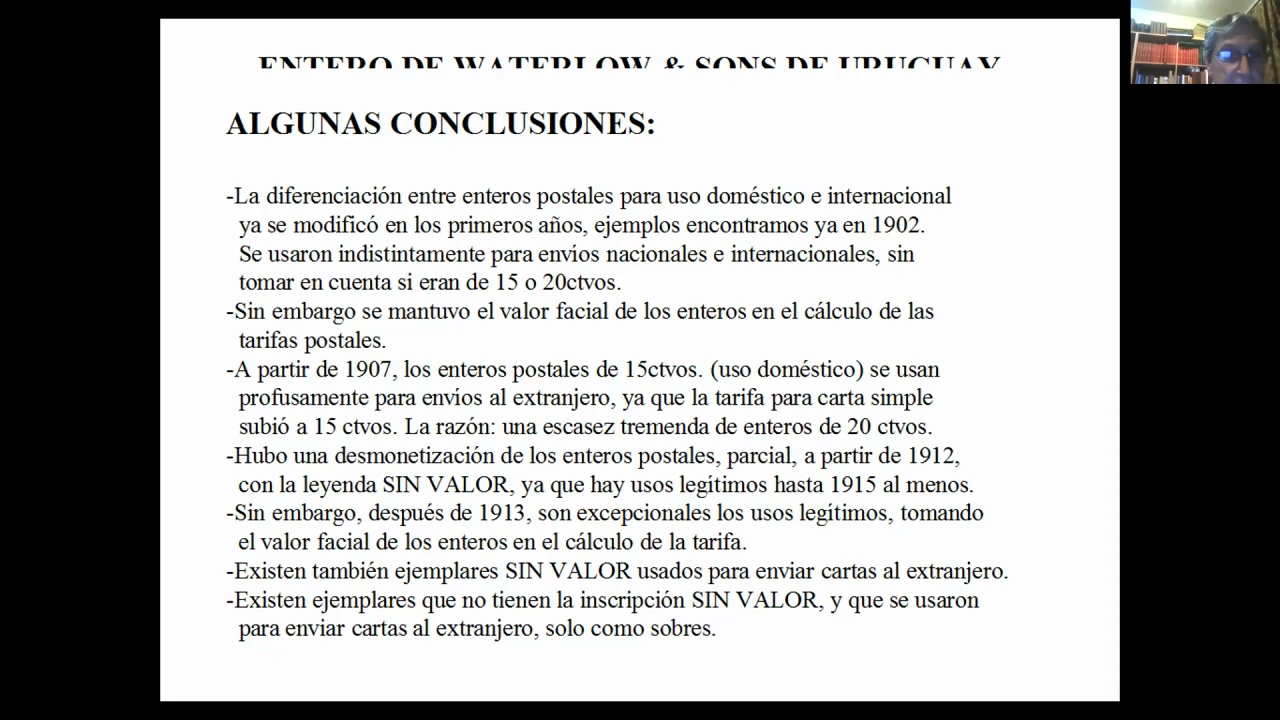 ENTERO DE WATERLOW & SONS DE URUGUAY
ALGUNAS CONCLUSIONES:
-La diferenciación entre enteros postales para uso doméstico e internacional
ya se modificó en los primeros años, ejemplos encontramos ya en 1902.
Se usaron indistintamente para envíos nacionales e internacionales, sin
tomar en cuenta si eran de 15 o 20ctvos.
-Sin embargo se mantuvo el valor facial de los enteros en el cálculo de las
tarifas postales.
-A partir de 1907, los enteros postales de 15ctvos. (uso doméstico) se usan
profusamente para envíos al extranjero, ya que la tarifa para carta simple
subió a 15 ctvos. La razón: una escasez tremenda de enteros de 20 ctvos.
-Hubo una desmonetización de los enteros postales, parcial, a partir de 1912,
con la leyenda SIN VALOR, ya que hay usos legítimos hasta 1915 al menos.
-Sin embargo, después de 1913, son excepcionales los usos legítimos, tomando
el valor facial de los enteros en el cálculo de la tarifa.
-Existen también ejemplares SIN VALOR usados para enviar cartas al extranjero.
-Existen ejemplares que no tienen la inscripción SIN VALOR, y que se usaron
para enviar cartas al extranjero, solo como sobres.